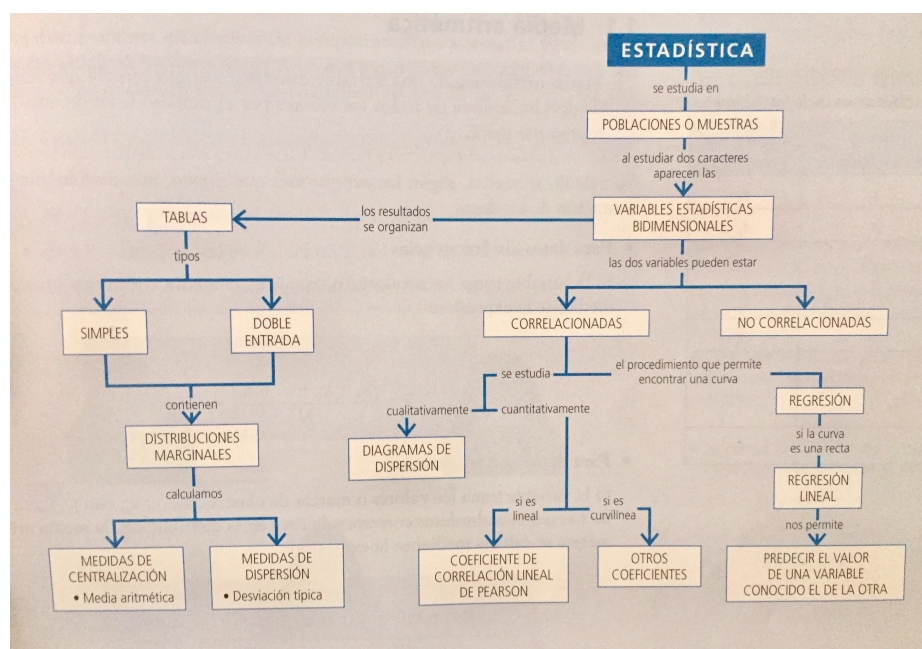 ESTADÍSTICA
se estudia en
POBLACIONES O MUESTRAS
al estudiar dos caracteres
aparecen las
VARIABLES ESTADÍSTICAS
BIDIMENSIONALES
los resultados
se organizan
TABLAS
tipos
SIMPLES
DOBLE
ENTRADA
contienen
DISTRIBUCIONES
MARGINALES
calculamos
MEDIDAS DE
CENTRALIZACIÓN
• Media aritmética
MEDIDAS DE
DISPERSIÓN
• Desviación típica
las dos variables pueden estar
CORRELACIONADAS
NO CORRELACIONADAS
se estudia
cualitativamente
cuantitativamente
DIAGRAMAS DE
DISPERSIÓN
si es
lineal
si es
curvilínea
COEFICIENTE DE
CORRELACIÓN LINEAL
DE PEARSON
OTROS
COEFICIENTES
el procedimiento que permite
encontrar una curva
REGRESIÓN
si la curva
es una recta
REGRESIÓN
LINEAL
nos permite
PREDECIR EL VALOR
DE UNA VARIABLE
CONOCIDO EL DE LA OTRA